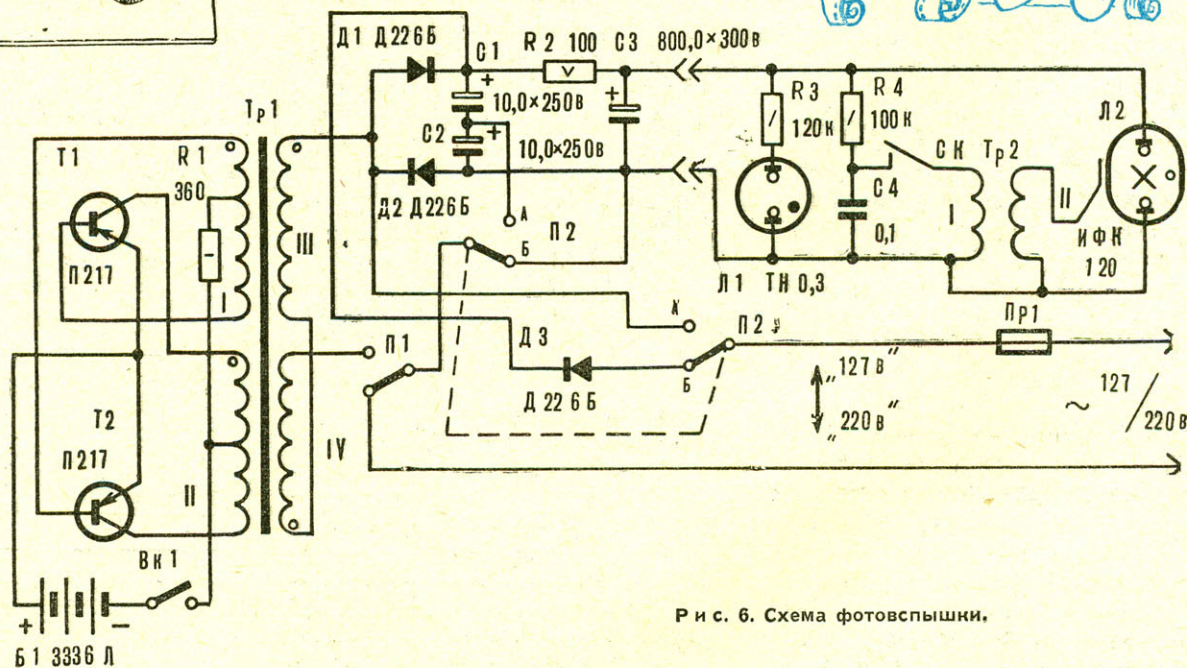 Д1 Д226Б
С1
R2 100
С3
800,0×300в
+
+
10,0×250в
R3
120к
R4
100к
Л2
Тр1
С2
+
10,0×250в
Т1
R1
360
СК
Тр2
С4
0,1
I
II
Д2 Д226Б
III
А
Б
П2
П217
I
ИФК
120
Л1 ТН 0,3
А
П1
Д3
П2
Пр1
Б
Д226Б
„127в“
„220в“
~ 127/220в
Т2
П217
II
IV
Вк1
+
−
Б1 3336Л
Рис. 6. Схема фотовспышки.